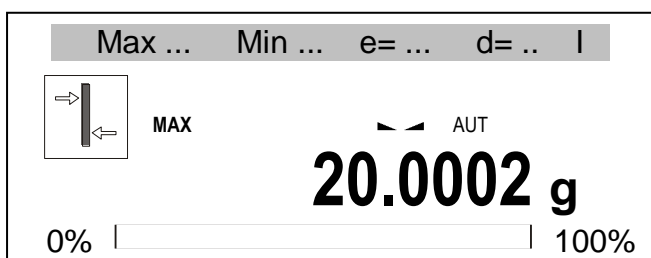 Max ... Min ... e= ... d= .. I
MAX AUT
20.0002 g
0% 100%